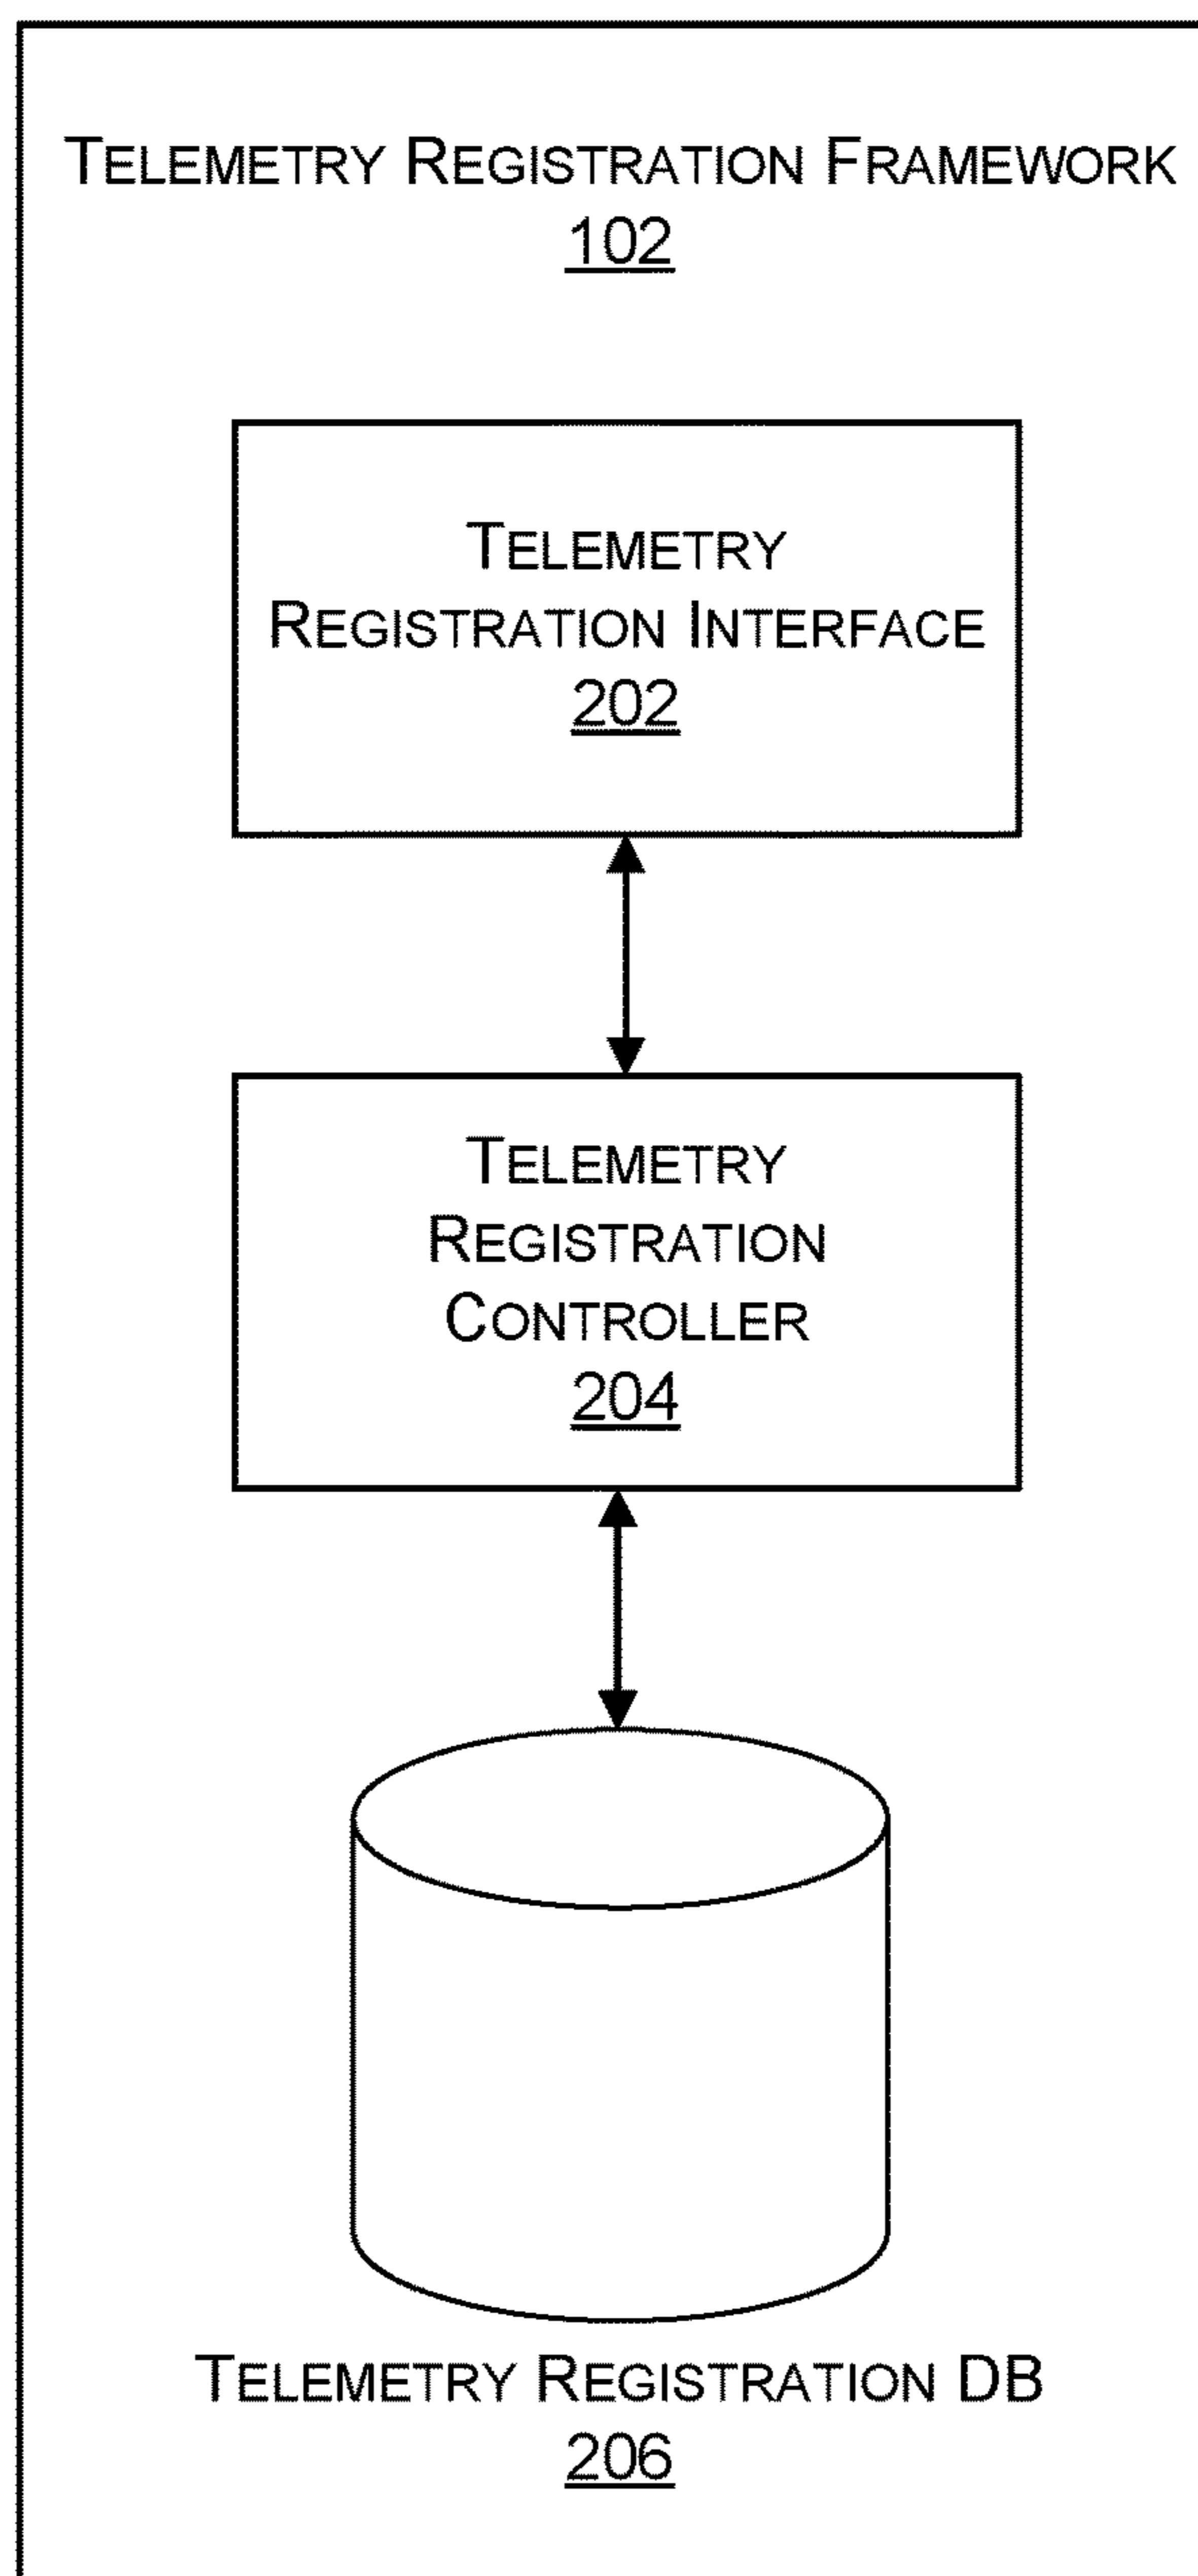 TELEMETRY REGISTRATION FRAMEWORK
102
TELEMETRY
REGISTRATION INTERFACE
202
TELEMETRY
REGISTRATION
CONTROLLER
204
TELEMETRY REGISTRATION DB
206